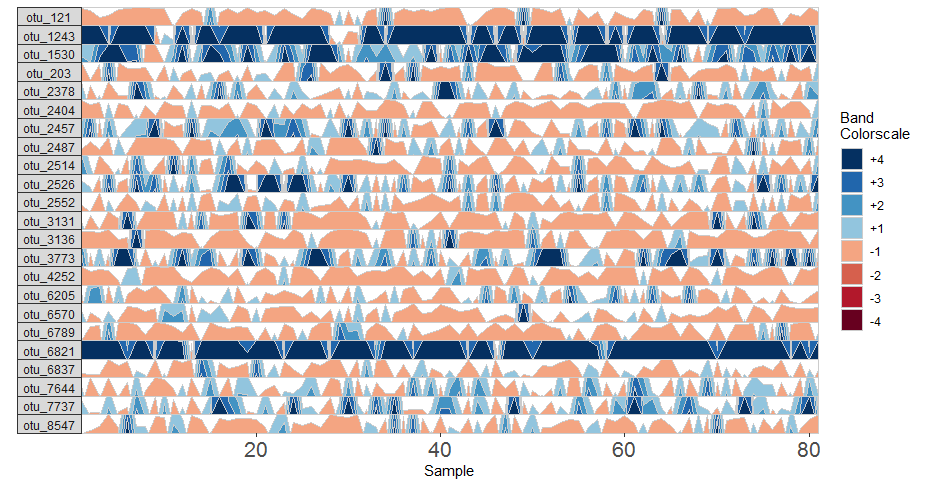 otu_121
otu_1243
otu_1530
otu_203
otu_2378
otu_2404
otu_2457
otu_2487
otu_2514
otu_2526
otu_2552
otu_3131
otu_3136
otu_3773
otu_4252
otu_6205
otu_6570
otu_6789
otu_6821
otu_6837
otu_7644
otu_7737
otu_8547
20 40 60 80
Sample
Band
Colorscale
+4
+3
+2
+1
-1
-2
-3
-4